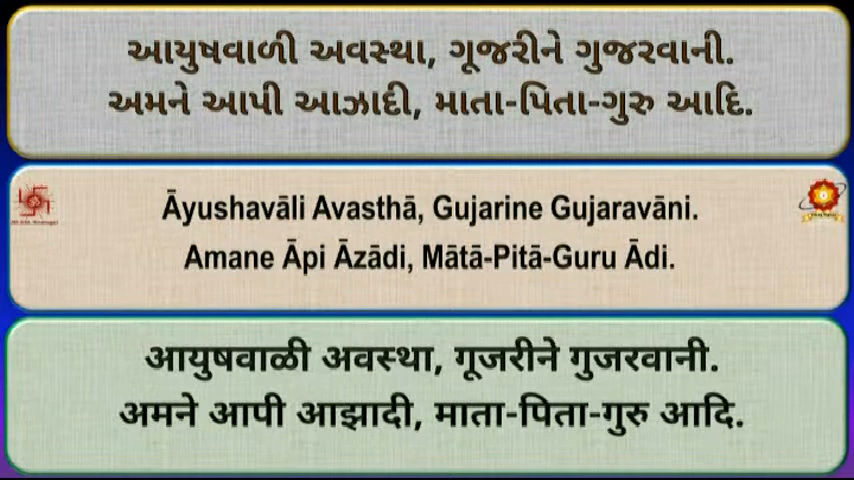 આયુષવાળી અવસ્થા, ગૂજરીને ગુજરવાની.
અમને આપી આઝાદી, માતા-પિતા-ગુરુ આદિ.
Āyushavāli Avasthā, Gujarine Gujaravāni.
Amane Āpi Āzādi, Mātā-Pitā-Guru Ādi.
आयुषवाळी अवस्था, गूजरीने गुजरवानी.
अमने आपी आझादी, माता-पिता-गुरु आदि.